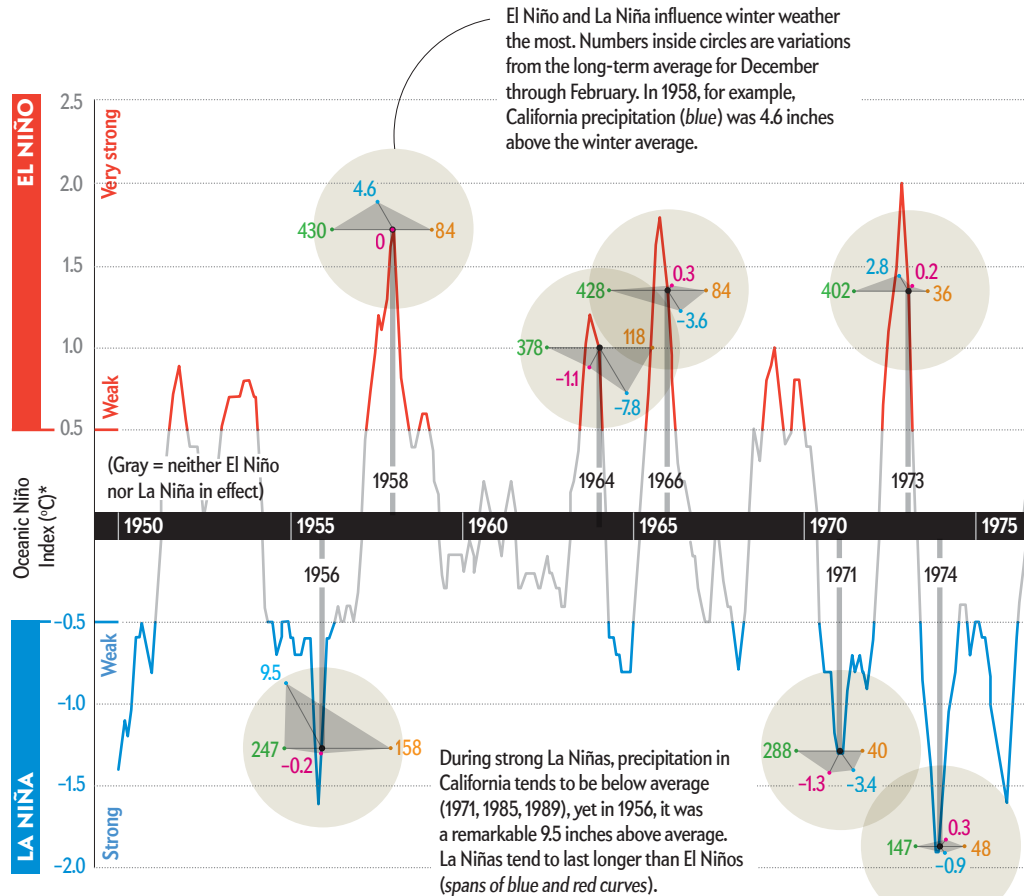 El Niño and La Niña influence winter weather
the most. Numbers inside circles are variations
from the long-term average for December
through February. In 1958, for example,
California precipitation (blue) was 4.6 inches
above the winter average.
EL NIÑO
Very strong
Weak
2.5
2.0
1.5
1.0
0.5
4.6
430
84
0
0.3
428
84
–3.6
378
118
–1.1
–7.8
2.8
0.2
402
36
(Gray = neither El Niño
nor La Niña in effect)
1958
1964
1966
1973
Oceanic Niño
Index (°C)*
1950
1955
1960
1965
1970
1975
1956
1971
1974
LA NIÑA
Weak
Strong
–0.5
–1.0
–1.5
–2.0
9.5
247
158
–0.2
288
40
–1.3
–3.4
0.3
147
48
–0.9
During strong La Niñas, precipitation in
California tends to be below average
(1971, 1985, 1989), yet in 1956, it was
a remarkable 9.5 inches above average.
La Niñas tend to last longer than El Niños
(spans of blue and red curves).